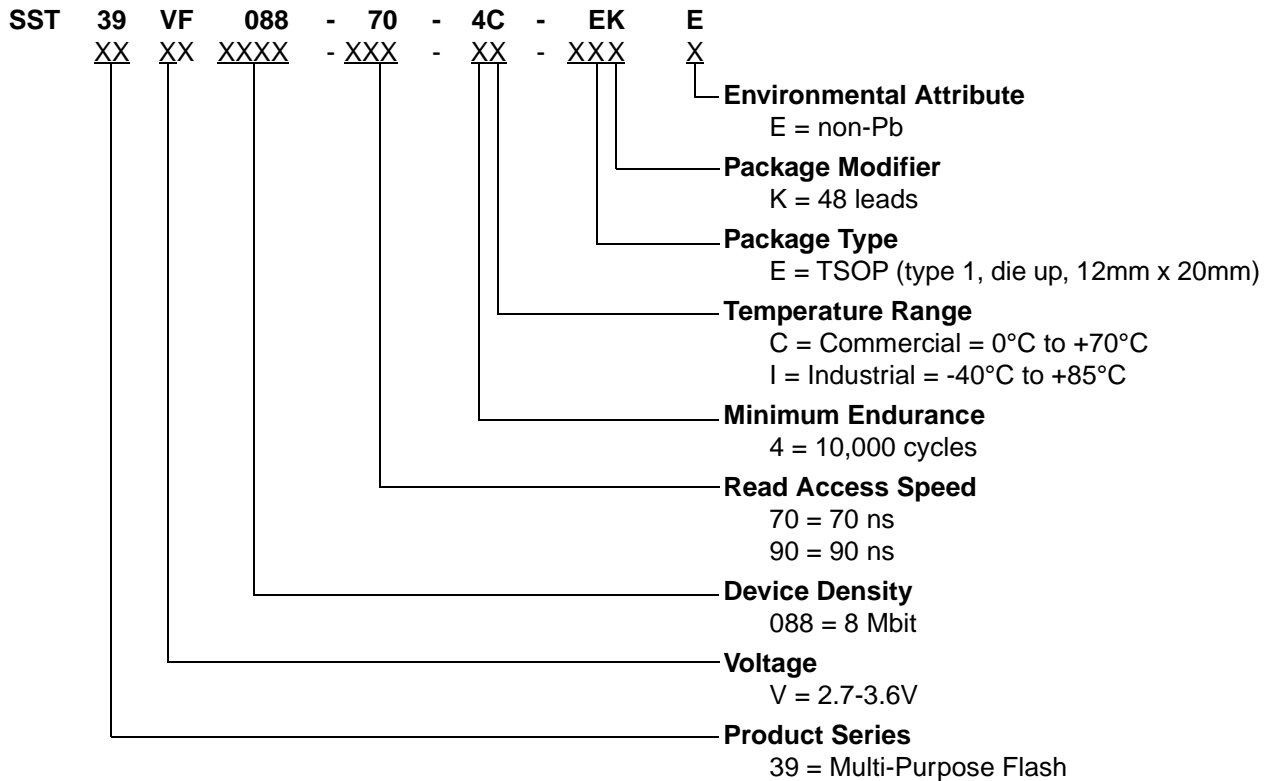 SST 39 VF 088 - 70 - 4C - EK E
XX XX XXXX - XXX - XX - XXX X
Environmental Attribute
E = non-Pb
Package Modifier
K = 48 leads
Package Type
E = TSOP (type 1, die up, 12mm x 20mm)
Temperature Range
C = Commercial = 0°C to +70°C
I = Industrial = -40°C to +85°C
Minimum Endurance
4 = 10,000 cycles
Read Access Speed
70 = 70 ns
90 = 90 ns
Device Density
088 = 8 Mbit
Voltage
V = 2.7-3.6V
Product Series
39 = Multi-Purpose Flash